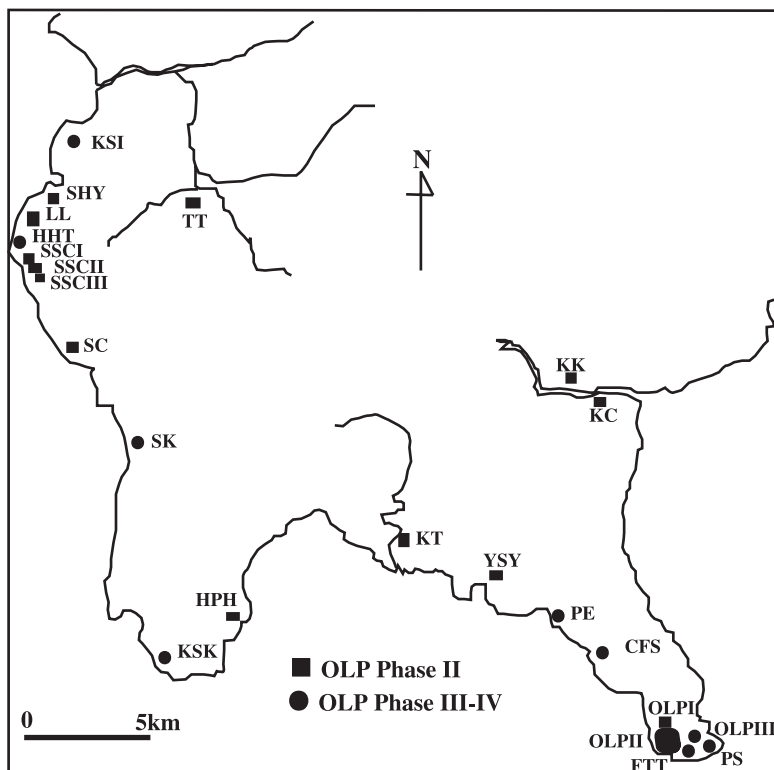 KSI
N
SHY
LL
TT
HHT
SSCI
SSCII
SSCIII
SC
KK
KC
SK
KT
YSY
HPH
PE
KSK
CFS
OLP Phase II
OLP Phase III-IV
0 5km
OLPI
OLPII
OLPIII
FTT
PS